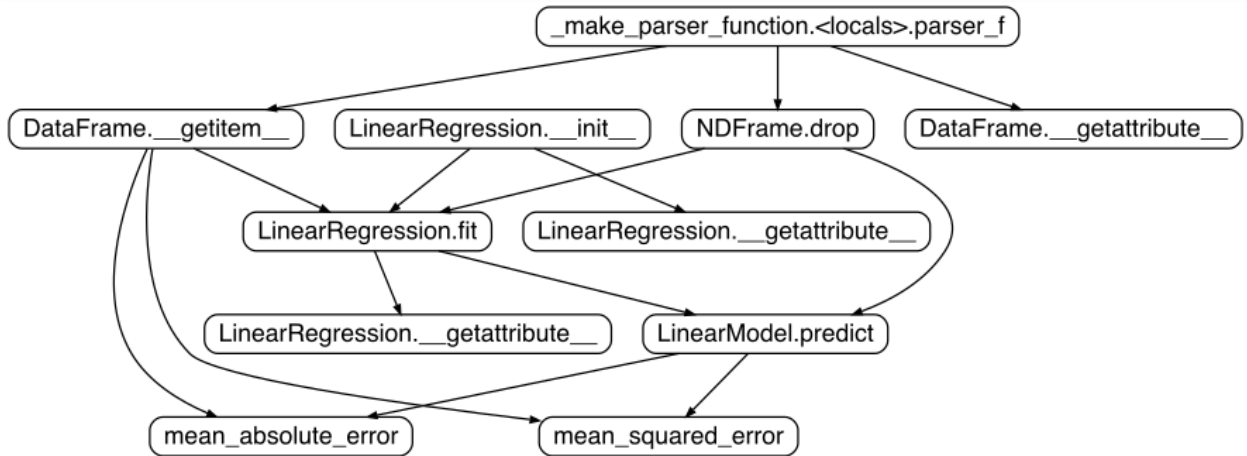 _make_parser_function.<locals>.parser_f
DataFrame.__getitem__
LinearRegression.__init__
NDFrame.drop
DataFrame.__getattribute__
LinearRegression.fit
LinearRegression.__getattribute__
LinearRegression.__getattribute__
LinearModel.predict
mean_absolute_error
mean_squared_error